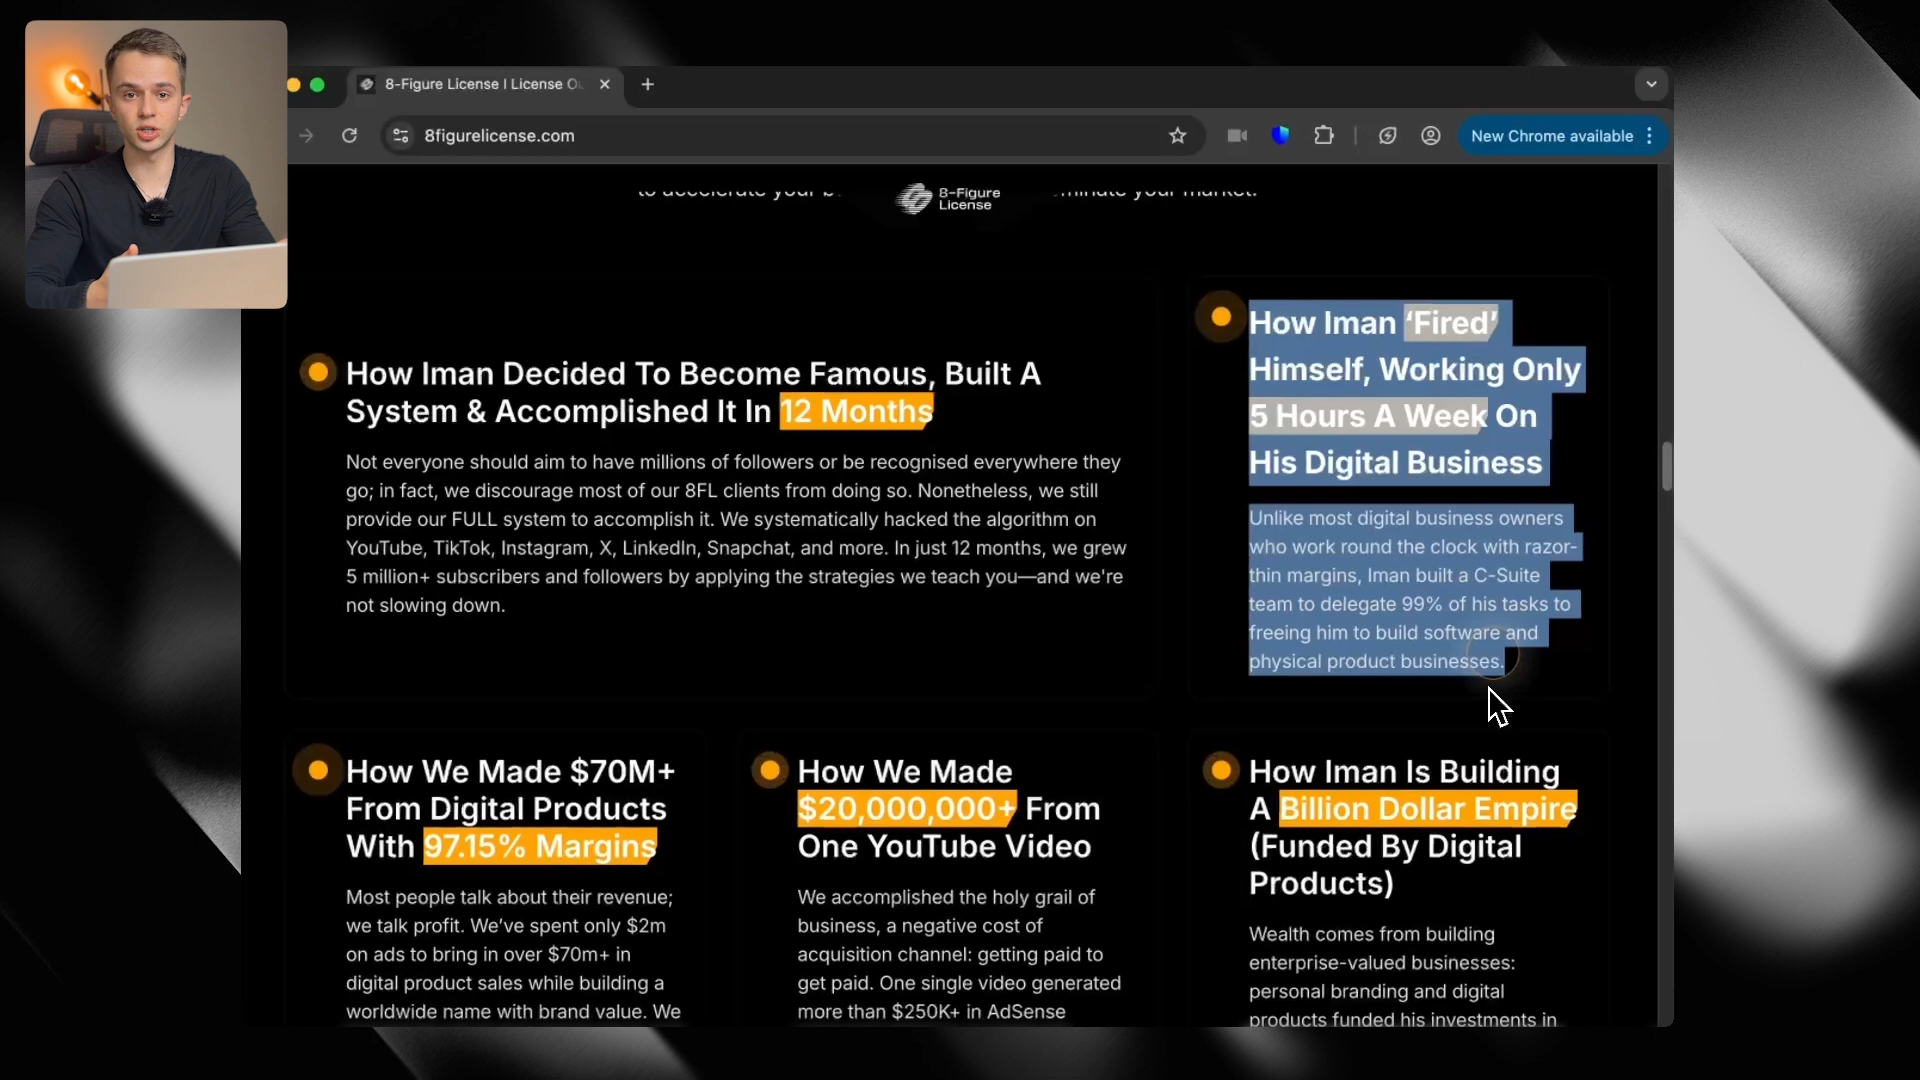 8-Figure License | License Ou
8figurelicense.com
New Chrome available
to accelerate your b
minate your market.
8-Figure
License
How Iman Decided To Become Famous, Built A
System & Accomplished It In 12 Months
Not everyone should aim to have millions of followers or be recognised everywhere they
go; in fact, we discourage most of our 8FL clients from doing so. Nonetheless, we still
provide our FULL system to accomplish it. We systematically hacked the algorithm on
YouTube, TikTok, Instagram, X, LinkedIn, Snapchat, and more. In just 12 months, we grew
5 million+ subscribers and followers by applying the strategies we teach you—and we're
not slowing down.
How Iman ‘Fired’
Himself, Working Only
5 Hours A Week On
His Digital Business
Unlike most digital business owners
who work round the clock with razor-
thin margins, Iman built a C-Suite
team to delegate 99% of his tasks to
freeing him to build software and
physical product businesses.
How We Made $70M+
From Digital Products
With 97.15% Margins
Most people talk about their revenue;
we talk profit. We’ve spent only $2m
on ads to bring in over $70m+ in
digital product sales while building a
worldwide name with brand value. We
How We Made
$20,000,000+ From
One YouTube Video
We accomplished the holy grail of
business, a negative cost of
acquisition channel: getting paid to
get paid. One single video generated
more than $250K+ in AdSense
How Iman Is Building
A Billion Dollar Empire
(Funded By Digital
Products)
Wealth comes from building
enterprise-valued businesses:
personal branding and digital
products funded his investments in